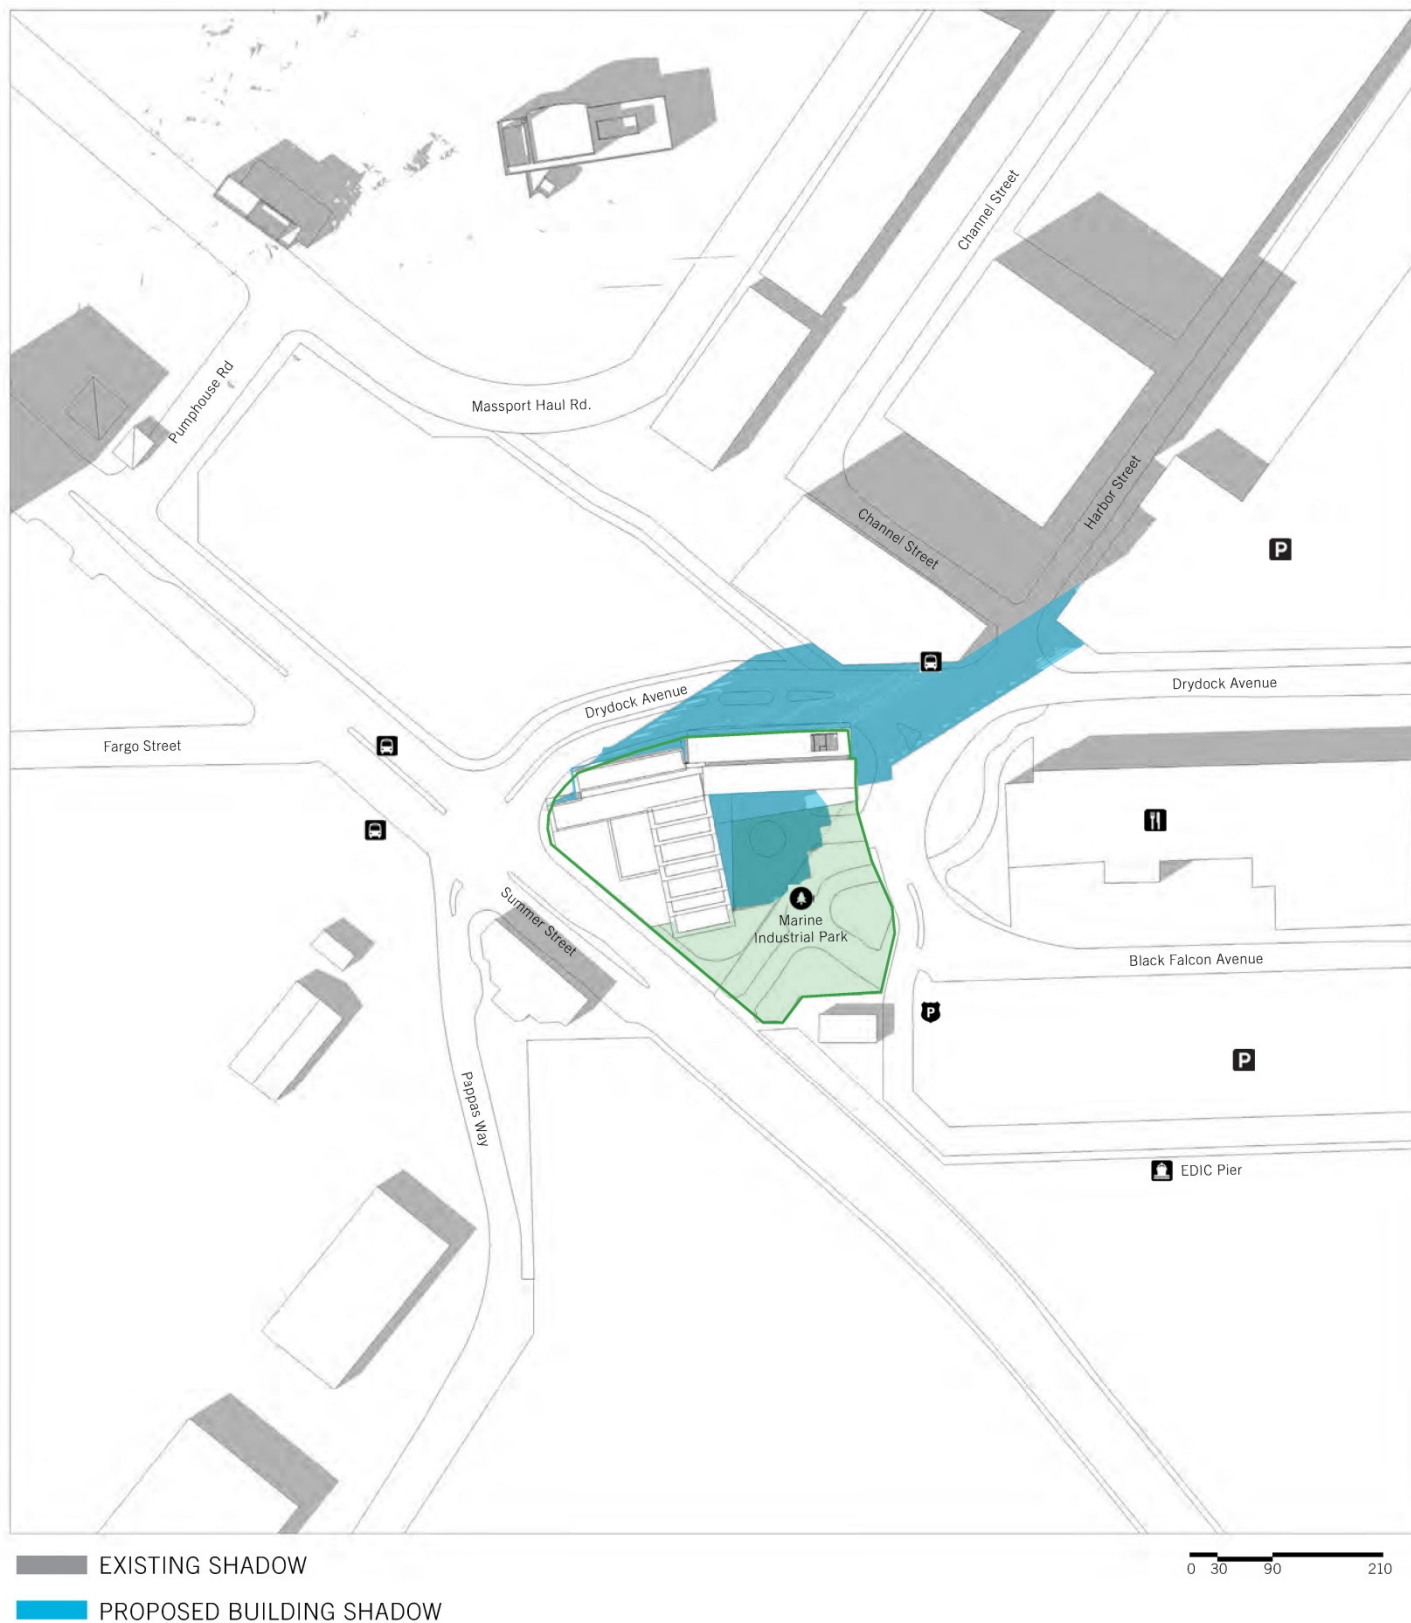 Channel Street
Pumphouse Rd
Massport Haul Rd.
Harbor Street
Channel Street
P
Drydock Avenue
Drydock Avenue
Fargo Street
Summer Street
Marine
Industrial Park
Black Falcon Avenue
P
P
Pappas Way
EDIC Pier
EXISTING SHADOW
0 30 90 210
PROPOSED BUILDING SHADOW